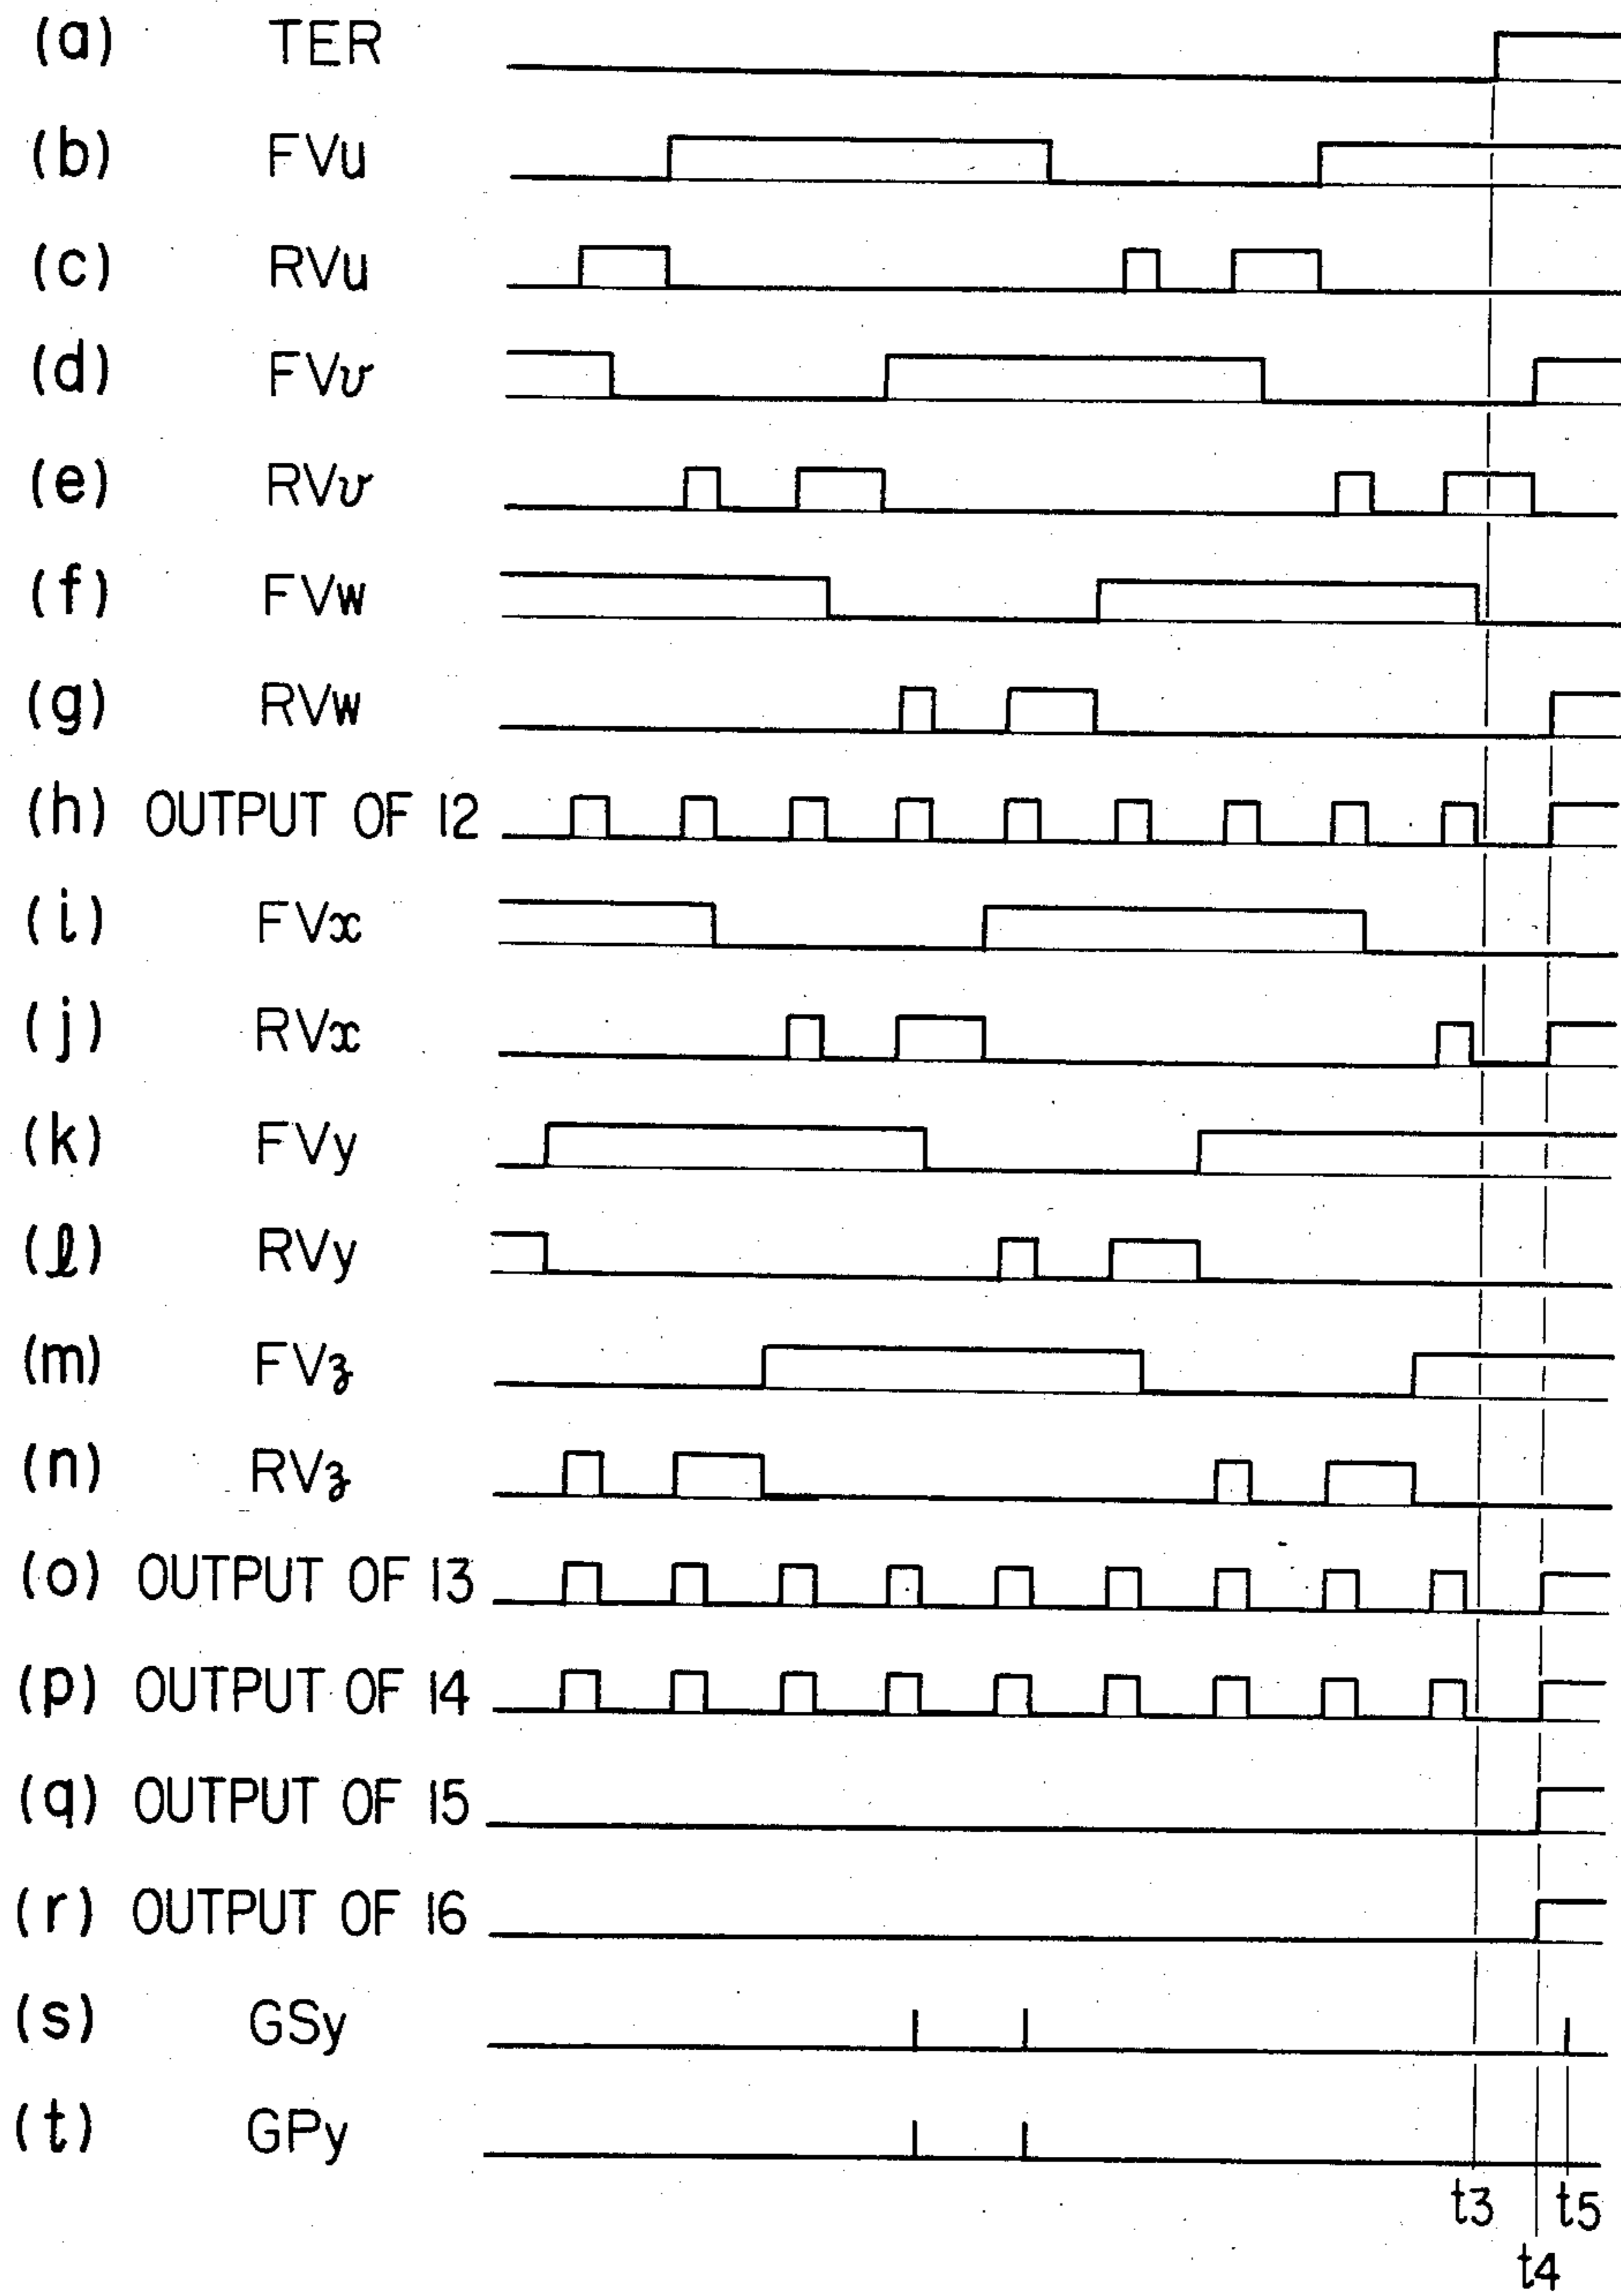 (a) TER
(b) FVu
(c) RVu
(d) FVv
(e) RVv
(f) FVw
(g) RVw
(h) OUTPUT OF 12
(i) FVx
(j) RVx
(k) FVy
(l) RVy
(m) FVz
(n) RVz
(o) OUTPUT OF 13
(p) OUTPUT OF 14
(q) OUTPUT OF 15
(r) OUTPUT OF 16
(s) GSy
(t) GPy
t3 t5
t4